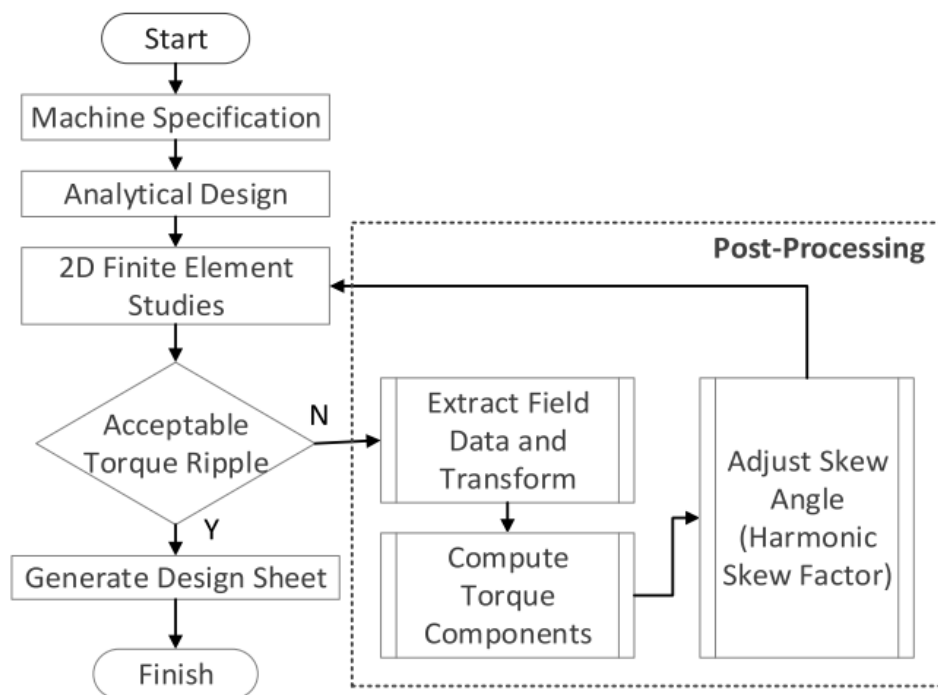 Start
Machine Specification
Analytical Design
2D Finite Element
Studies
Acceptable
Torque Ripple
N
Y
Generate Design Sheet
Finish
Post-Processing
Extract Field
Data and
Transform
Compute
Torque
Components
Adjust Skew
Angle
(Harmonic
Skew Factor)